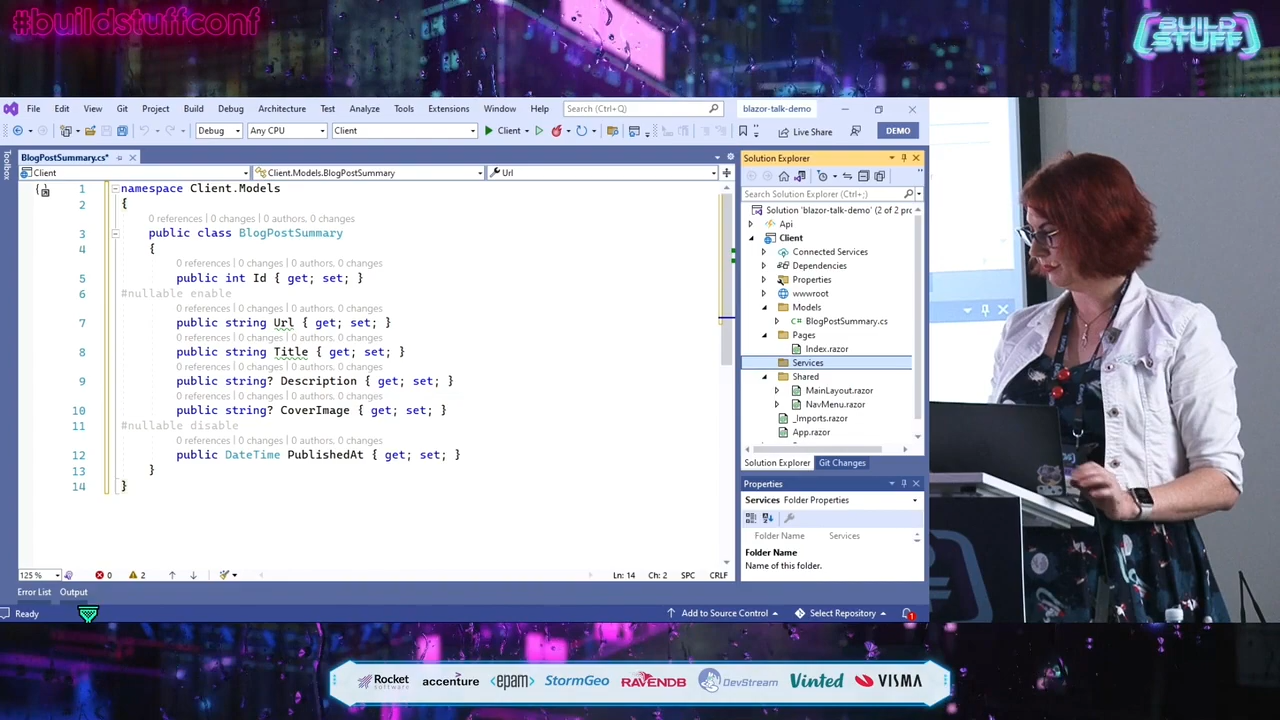 #buildstuffconf
BUILD
STUFF
File Edit View Git Project Build Debug Architecture Test Analyze Tools Extensions Window Help Search (Ctrl+Q) blazor-talk-demo
Debug Any CPU Client Client Live Share DEMO
Toolbox
BlogPostSummary.cs*
Client Client.Models.BlogPostSummary Url
1 namespace Client.Models
2 {
0 references | 0 changes | 0 authors, 0 changes
3 public class BlogPostSummary
4 {
0 references | 0 changes | 0 authors, 0 changes
5 public int Id { get; set; }
6 #nullable enable
0 references | 0 changes | 0 authors, 0 changes
7 public string Url { get; set; }
0 references | 0 changes | 0 authors, 0 changes
8 public string Title { get; set; }
0 references | 0 changes | 0 authors, 0 changes
9 public string? Description { get; set; }
0 references | 0 changes | 0 authors, 0 changes
10 public string? CoverImage { get; set; }
11 #nullable disable
0 references | 0 changes | 0 authors, 0 changes
12 public DateTime PublishedAt { get; set; }
13 }
14 }
125 % 0 2 Ln: 14 Ch: 2 SPC CRLF
Error List Output
Ready Add to Source Control Select Repository 1
Solution Explorer
Search Solution Explorer (Ctrl+;)
Solution 'blazor-talk-demo' (2 of 2 pro
Api
Client
Connected Services
Dependencies
Properties
wwwroot
Models
C# BlogPostSummary.cs
Pages
Index.razor
Services
Shared
MainLayout.razor
NavMenu.razor
_Imports.razor
App.razor
Solution Explorer Git Changes
Properties
Services Folder Properties
Folder Name Services
Folder Name
Name of this folder.
Rocket software accenture <epam> StormGeo RAVENDB DevStream Vinted VISMA